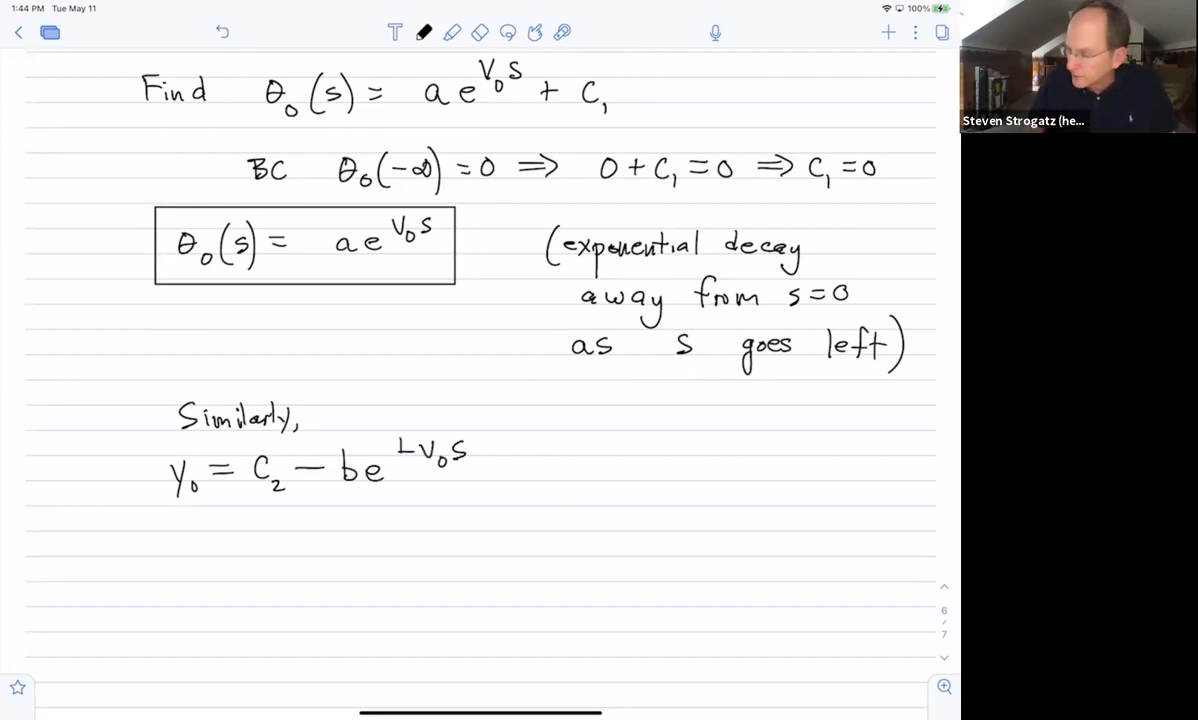 1:44 PM Tue May 11
100%
Find θ₀(s) = a e^{V₀s} + C₁
BC θ₀(-∞) = 0 ⟹ 0 + C₁ = 0 ⟹ C₁ = 0
θ₀(s) = a e^{V₀s}
(exponential decay
away from s = 0
as s goes left)
Similarly,
y₀ = C₂ − b e^{LV₀s}
6
/
7
Steven Strogatz (he...